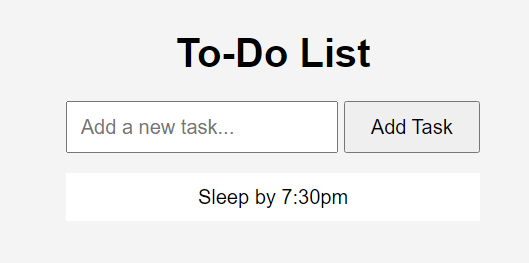 To-Do List
Add a new task...
Add Task
Sleep by 7:30pm